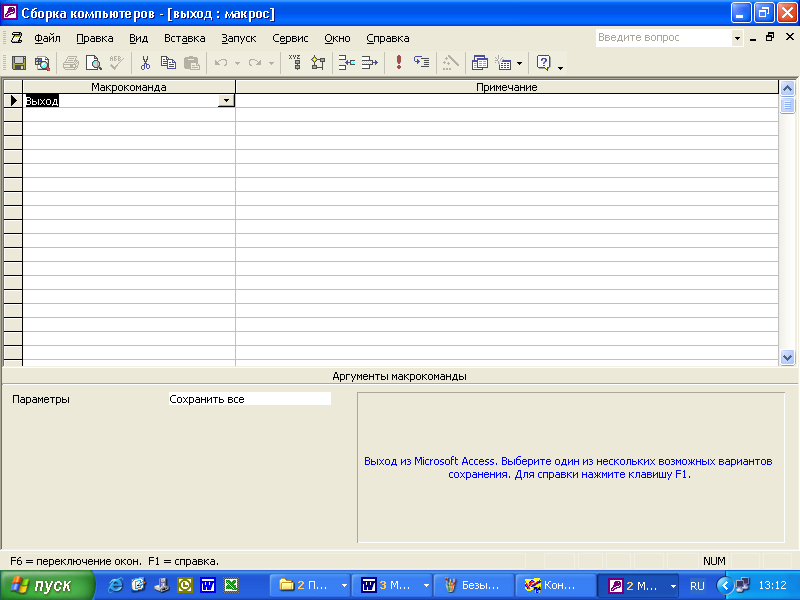 Сборка компьютеров - [выход : макрос]
Файл Правка Вид Вставка Запуск Сервис Окно Справка Введите вопрос
XYZ
Макрокоманда Примечание
Выход
Аргументы макрокоманды
Параметры Сохранить все
Выход из Microsoft Access. Выберите один из нескольких возможных вариантов
сохранения. Для справки нажмите клавишу F1.
F6 = переключение окон. F1 = справка. NUM
пуск 2 П... 3 М... Безы... Кон... 2 М... RU 13:12